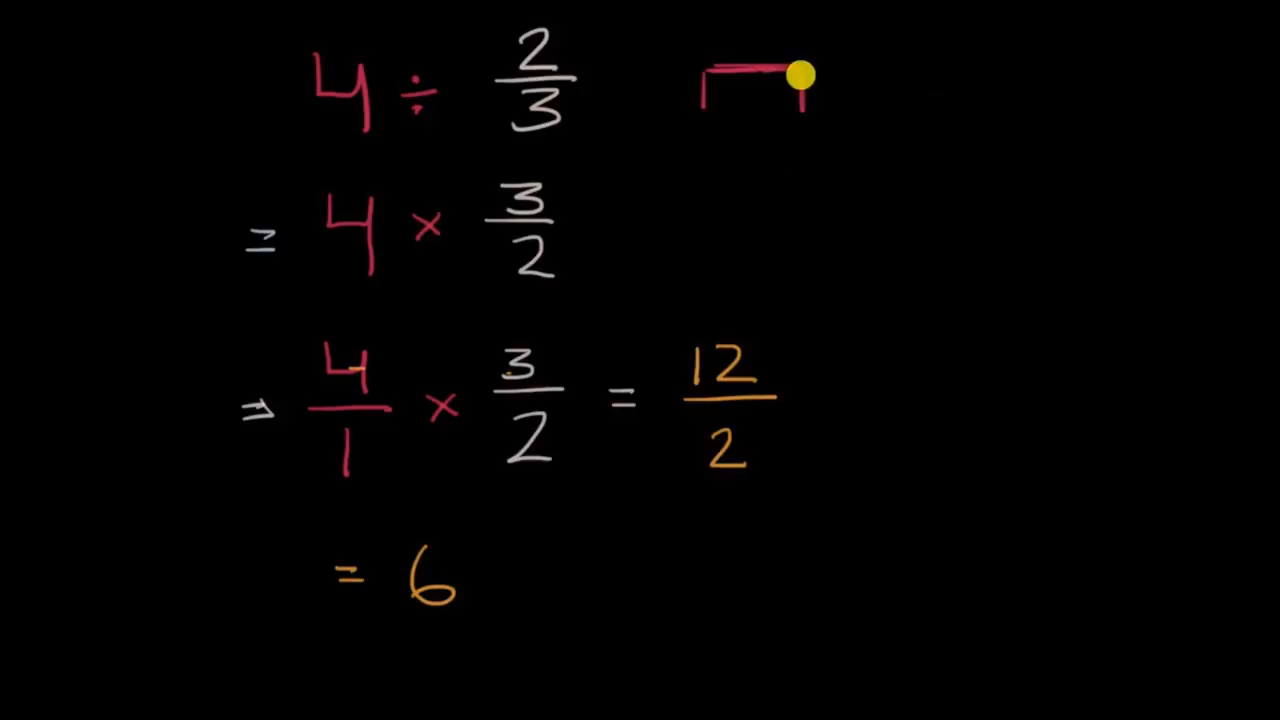 4 ÷ 2/3
= 4 × 3/2
= 4/1 × 3/2 = 12/2
= 6